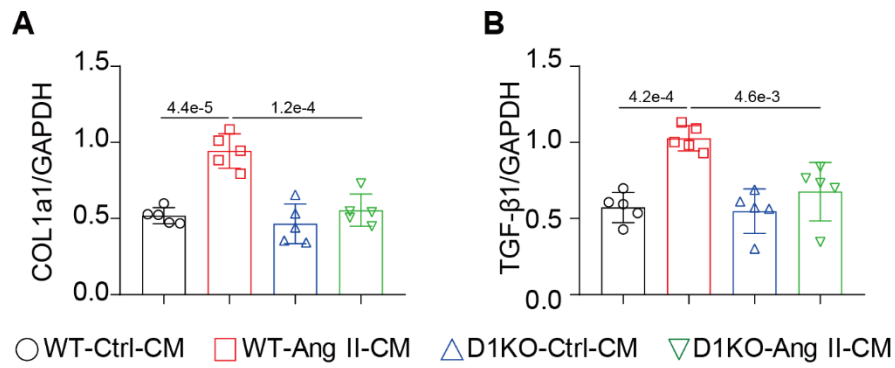 A
COL1a1/GAPDH
1.5
1.0
0.5
0.0
4.4e-5
1.2e-4
B
TGF-β1/GAPDH
1.5
1.0
0.5
0.0
4.2e-4
4.6e-3
WT-Ctrl-CM WT-Ang II-CM D1KO-Ctrl-CM D1KO-Ang II-CM